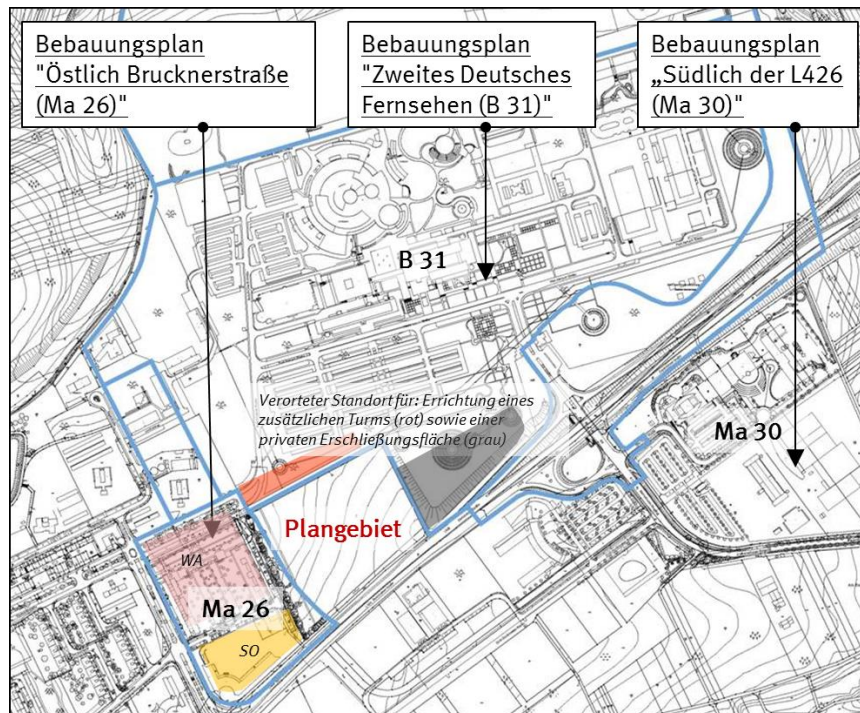 Bebauungsplan
"Östlich Brucknerstraße
(Ma 26)"
Bebauungsplan
"Zweites Deutsches
Fernsehen (B 31)"
Bebauungsplan
„Südlich der L426
(Ma 30)"
B 31
Verorteter Standort für: Errichtung eines
zusätzlichen Turms (rot) sowie einer
privaten Erschließungsfläche (grau)
Ma 30
Plangebiet
WA
Ma 26
SO